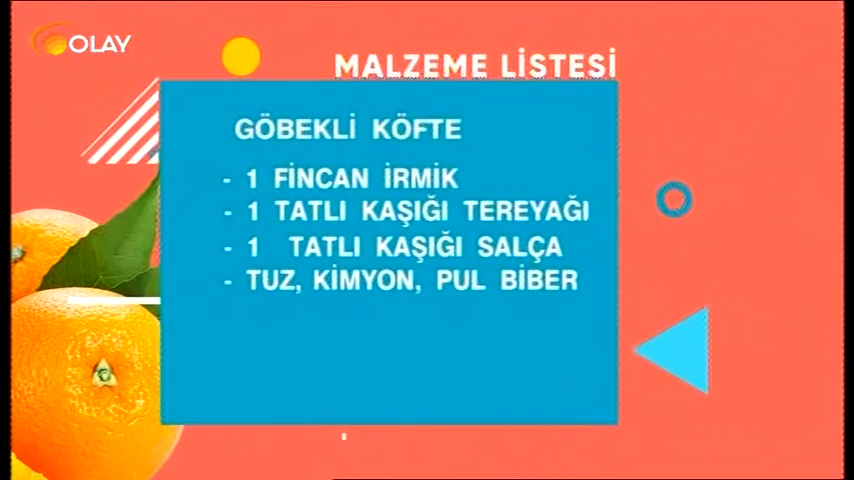 OLAY
MALZEME LİSTESİ
GÖBEKLİ KÖFTE
- 1 FİNCAN İRMİK
- 1 TATLI KAŞIĞI TEREYAĞI
- 1 TATLI KAŞIĞI SALÇA
- TUZ, KİMYON, PUL BİBER